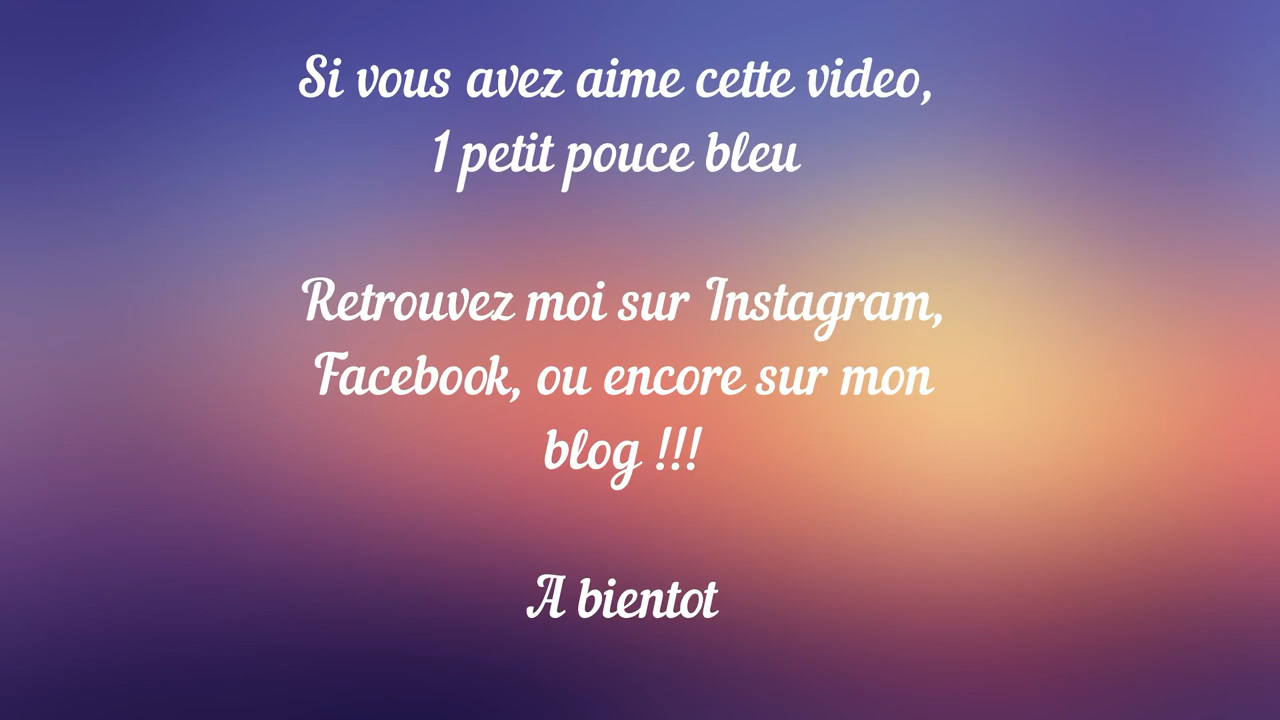 Si vous avez aime cette video,
1 petit pouce bleu
Retrouvez moi sur Instagram,
Facebook, ou encore sur mon
blog !!!
A bientot